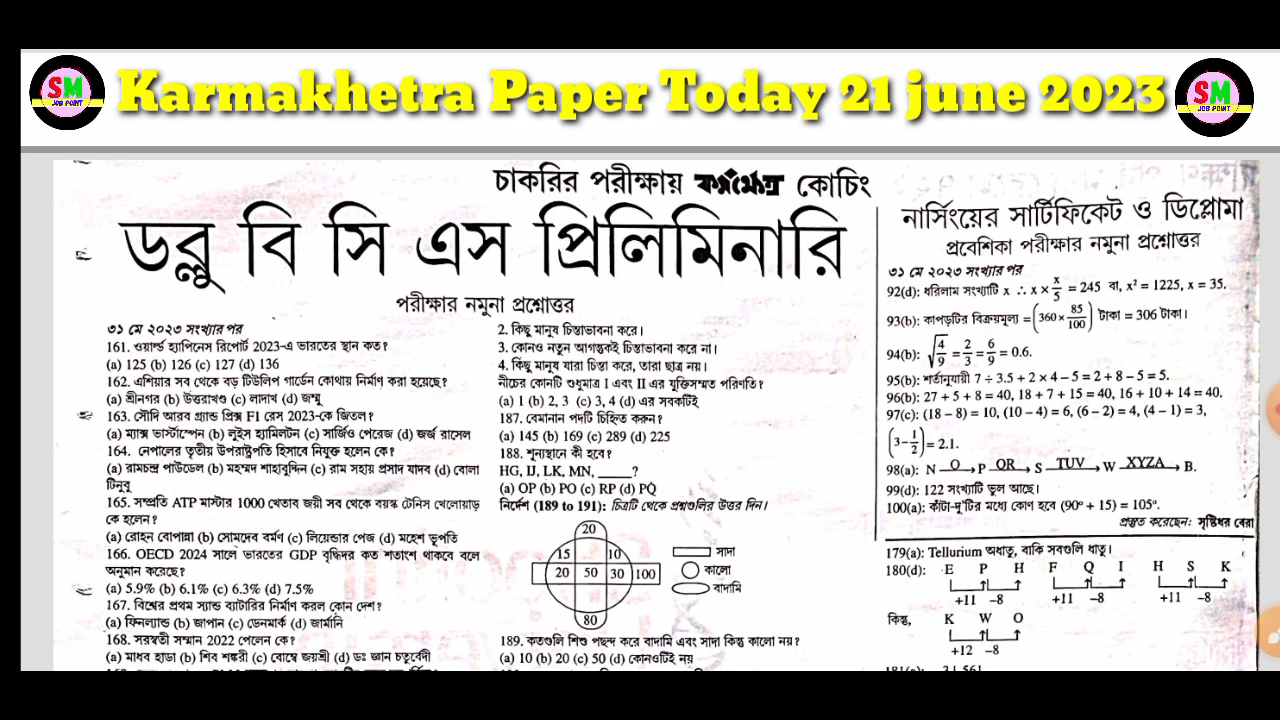 SM
JOB POINT
Karmakhetra Paper Today 21 june 2023
SM
JOB POINT
চাকরির পরীক্ষায় কর্মক্ষেত্র কোচিং
ডব্লু বি সি এস প্রিলিমিনারি
পরীক্ষার নমুনা প্রশ্নোত্তর
৩১ মে ২০২৩ সংখ্যার পর
161. ওয়ার্ল্ড হ্যাপিনেস রিপোর্ট 2023-এ ভারতের স্থান কত?
(a) 125 (b) 126 (c) 127 (d) 136
162. এশিয়ার সব থেকে বড় টিউলিপ গার্ডেন কোথায় নির্মাণ করা হয়েছে?
(a) শ্রীনগর (b) উত্তরাখণ্ড (c) লাদাখ (d) জম্মু
163. সৌদি আরব গ্র্যান্ড প্রিক্স F1 রেস 2023-কে জিতল?
(a) ম্যাক্স ভার্স্টাপ্পেন (b) লুইস হ্যামিলটন (c) সার্জিও পেরেজ (d) জর্জ রাসেল
164. নেপালের তৃতীয় উপরাষ্ট্রপতি হিসাবে নিযুক্ত হলেন কে?
(a) রামচন্দ্র পাউডেল (b) মহম্মদ শাহাবুদ্দিন (c) রাম সহায় প্রসাদ যাদব (d) বোলা
টিনুবু
165. সম্প্রতি ATP মাস্টার 1000 খেতাব জয়ী সব থেকে বয়স্ক টেনিস খেলোয়াড়
কে হলেন?
(a) রোহন বোপান্না (b) সোমদেব বর্মণ (c) লিয়েন্ডার পেজ (d) মহেশ ভূপতি
166. OECD 2024 সালে ভারতের GDP বৃদ্ধিদর কত শতাংশ থাকবে বলে
অনুমান করেছে?
(a) 5.9% (b) 6.1% (c) 6.3% (d) 7.5%
167. বিশ্বের প্রথম স্যান্ড ব্যাটারির নির্মাণ করল কোন দেশ?
(a) ফিনল্যান্ড (b) জাপান (c) ডেনমার্ক (d) জার্মানি
168. সরস্বতী সম্মান 2022 পেলেন কে?
(a) মাধব হাডা (b) শিব শঙ্করী (c) বোম্বে জয়শ্রী (d) ডঃ জ্ঞান চতুর্বেদী
2. কিছু মানুষ চিন্তাভাবনা করে।
3. কোনও নতুন আগন্তুকই চিন্তাভাবনা করে না।
4. কিছু মানুষ যারা চিন্তা করে, তারা ছাত্র নয়।
নীচের কোনটি শুধুমাত্র I এবং II এর যুক্তিসম্মত পরিণতি?
(a) 1 (b) 2, 3 (c) 3, 4 (d) এর সবকটিই
187. বেমানান পদটি চিহ্নিত করুন?
(a) 145 (b) 169 (c) 289 (d) 225
188. শূন্যস্থানে কী হবে?
HG, IJ, LK, MN, _____?
(a) OP (b) PO (c) RP (d) PQ
নির্দেশ (189 to 191): চিত্রটি থেকে প্রশ্নগুলির উত্তর দিন।
20
15 10
20 50 30 100
80
সাদা
কালো
বাদামি
189. কতগুলি শিশু পছন্দ করে বাদামি এবং সাদা কিন্তু কালো নয়?
(a) 10 (b) 20 (c) 50 (d) কোনওটিই নয়
নার্সিংয়ের সার্টিফিকেট ও ডিপ্লোমা
প্রবেশিকা পরীক্ষার নমুনা প্রশ্নোত্তর
৩১ মে ২০২৩ সংখ্যার পর
92(d): ধরিলাম সংখ্যাটি x ∴ x × x/5 = 245 বা, x² = 1225, x = 35.
93(b): কাপড়টির বিক্রয়মূল্য = (360 × 85/100) টাকা = 306 টাকা।
94(b): √4/9 = 2/3 = 6/9 = 0.6.
95(b): শর্তানুযায়ী 7 ÷ 3.5 + 2 × 4 – 5 = 2 + 8 – 5 = 5.
96(b): 27 + 5 + 8 = 40, 18 + 7 + 15 = 40, 16 + 10 + 14 = 40.
97(c): (18 – 8) = 10, (10 – 4) = 6, (6 – 2) = 4, (4 – 1) = 3,
(3 – 1/2) = 2.1.
98(a): N O P QR S TUV W XYZA B.
99(d): 122 সংখ্যাটি ভুল আছে।
100(a): কাঁটা-দু'টির মধ্যে কোণ হবে (90° + 15) = 105°.
প্রস্তুত করেছেন: সৃষ্টিধর বেরা
179(a): Tellurium অধাতু, বাকি সবগুলি ধাতু।
180(d): E P H F Q I H S K
+11 –8 +11 –8 +11 –8
কিন্তু, K W O
+12 –8